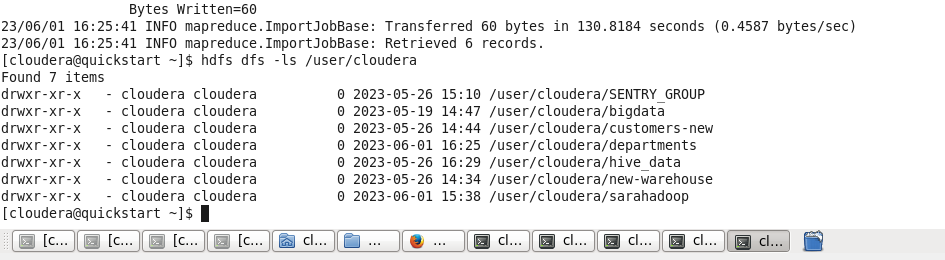 Bytes Written=60
23/06/01 16:25:41 INFO mapreduce.ImportJobBase: Transferred 60 bytes in 130.8184 seconds (0.4587 bytes/sec)
23/06/01 16:25:41 INFO mapreduce.ImportJobBase: Retrieved 6 records.
[cloudera@quickstart ~]$ hdfs dfs -ls /user/cloudera
Found 7 items
drwxr-xr-x   - cloudera cloudera          0 2023-05-26 15:10 /user/cloudera/SENTRY_GROUP
drwxr-xr-x   - cloudera cloudera          0 2023-05-19 14:47 /user/cloudera/bigdata
drwxr-xr-x   - cloudera cloudera          0 2023-05-26 14:44 /user/cloudera/customers-new
drwxr-xr-x   - cloudera cloudera          0 2023-06-01 16:25 /user/cloudera/departments
drwxr-xr-x   - cloudera cloudera          0 2023-05-26 16:29 /user/cloudera/hive_data
drwxr-xr-x   - cloudera cloudera          0 2023-05-26 14:34 /user/cloudera/new-warehouse
drwxr-xr-x   - cloudera cloudera          0 2023-06-01 15:38 /user/cloudera/sarahadoop
[cloudera@quickstart ~]$
[c... [c... [c... [c... cl... ... ... cl... cl... cl... cl... cl...